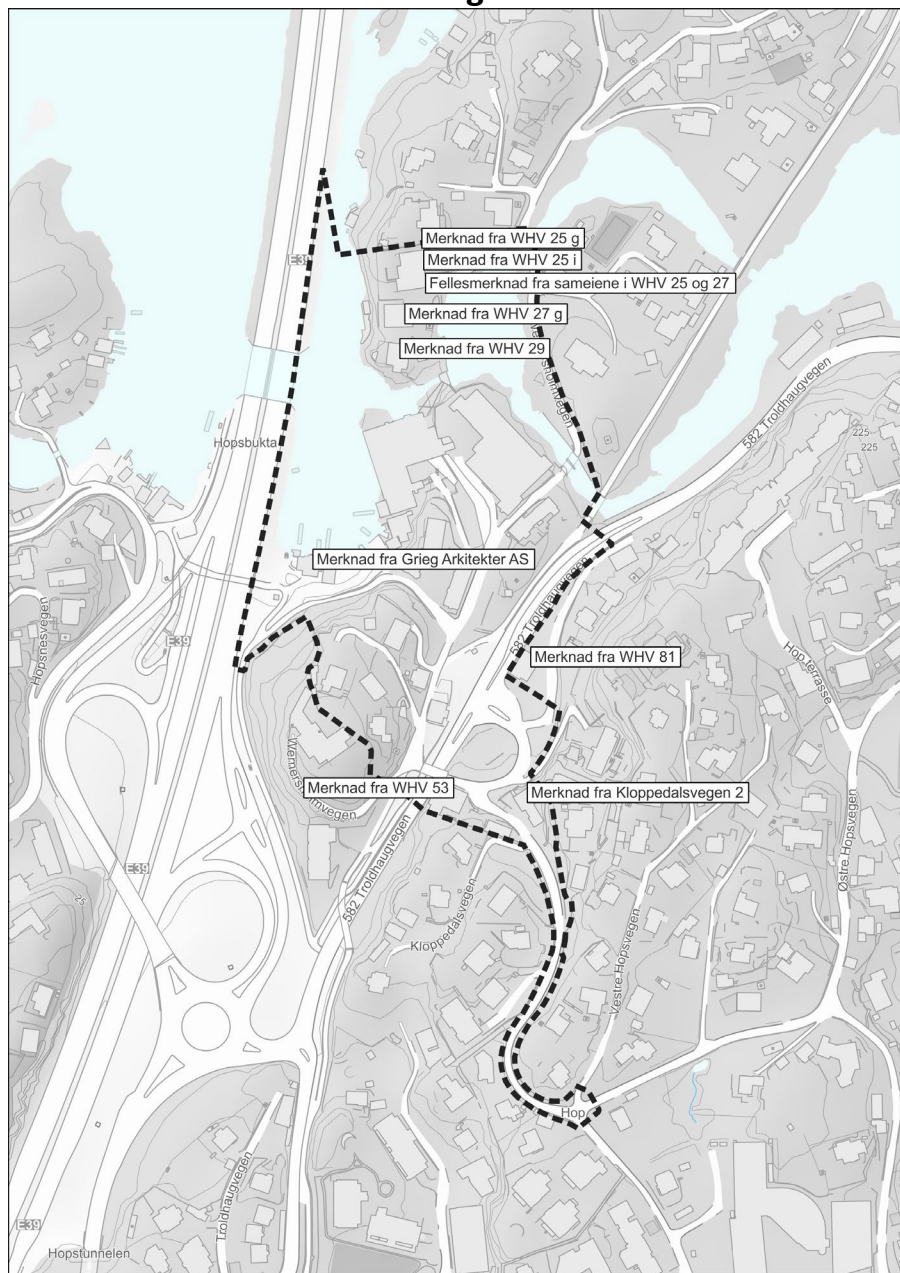 E39
Merknad fra WHV 25 g
Merknad fra WHV 25 i
Fellesmerknad fra sameiene i WHV 25 og 27
Merknad fra WHV 27 g
Merknad fra WHV 29
582 Troldhaugvegen
225
225
Hopsbukta
Merknad fra Grieg Arkitekter AS
582 Troldhaugvegen
Hopsnesvegen
E39
Merknad fra WHV 81
Hop terrasse
Wernersholmvegen
Merknad fra WHV 53
Merknad fra Kloppedalsvegen 2
582 Troldhaugvegen
E39
Østre Hopsvegen
25
Kloppedalsvegen
Vestre Hopsvegen
Hop
Troldhaugvegen
E39
Hopstunnelen